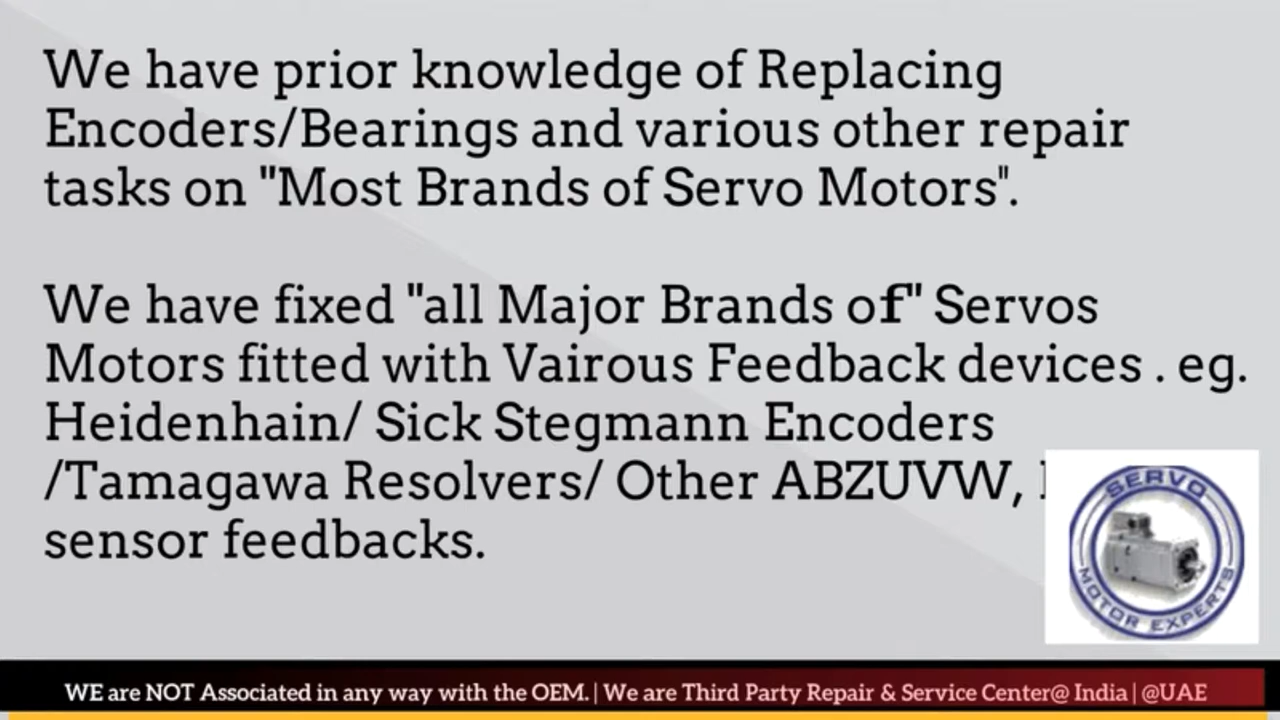 We have prior knowledge of Replacing
Encoders/Bearings and various other repair
tasks on "Most Brands of Servo Motors".
We have fixed "all Major Brands of" Servos
Motors fitted with Vairous Feedback devices . eg.
Heidenhain/ Sick Stegmann Encoders
/Tamagawa Resolvers/ Other ABZUVW,
sensor feedbacks.
SERVO
MOTOR EXPERTS
WE are NOT Associated in any way with the OEM. | We are Third Party Repair & Service Center@ India | @UAE